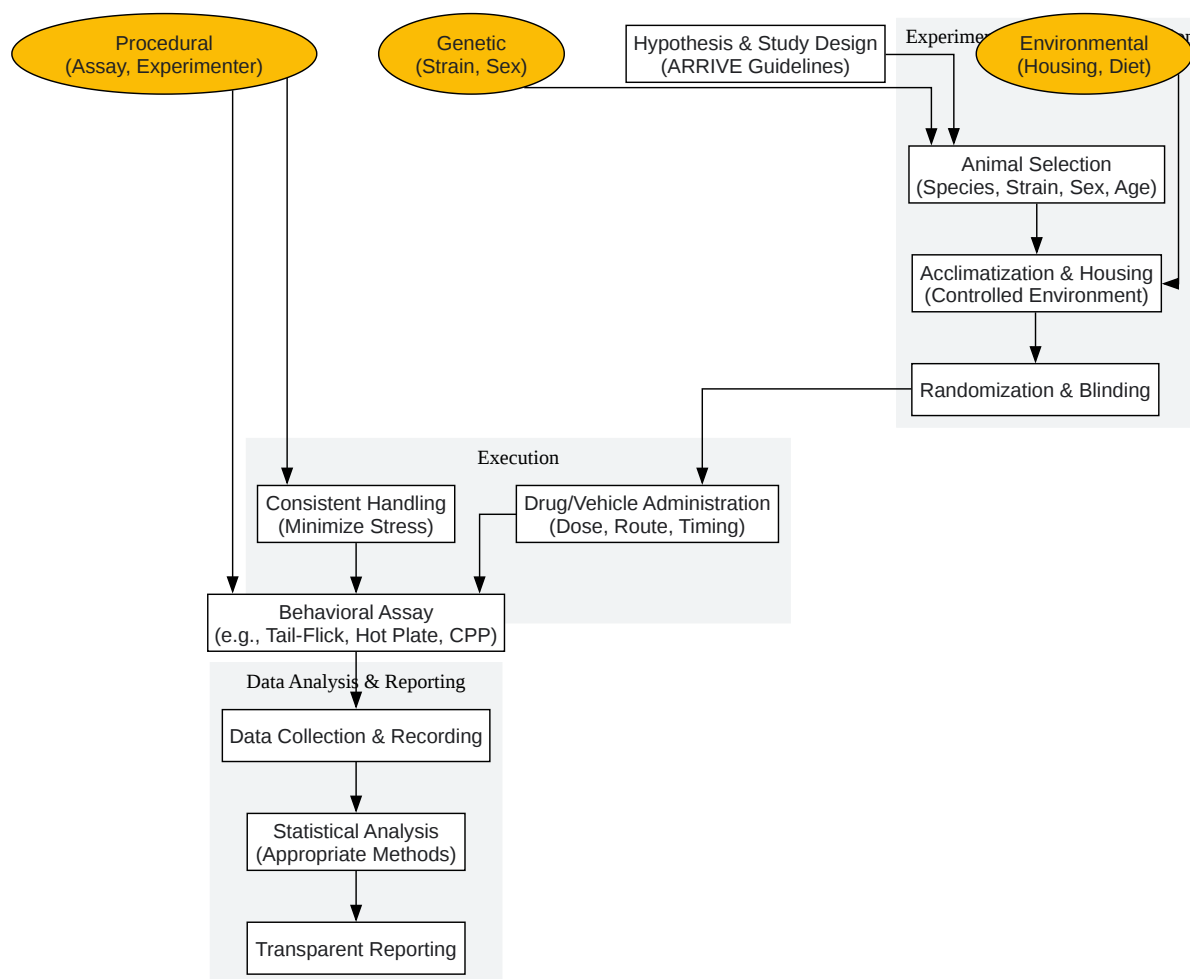 Procedural
(Assay, Experimenter)
Genetic
(Strain, Sex)
Hypothesis & Study Design
(ARRIVE Guidelines)
Environmental
(Housing, Diet)
Animal Selection
(Species, Strain, Sex, Age)
Acclimatization & Housing
(Controlled Environment)
Randomization & Blinding
Execution
Consistent Handling
(Minimize Stress)
Drug/Vehicle Administration
(Dose, Route, Timing)
Behavioral Assay
(e.g., Tail-Flick, Hot Plate, CPP)
Data Analysis & Reporting
Data Collection & Recording
Statistical Analysis
(Appropriate Methods)
Transparent Reporting